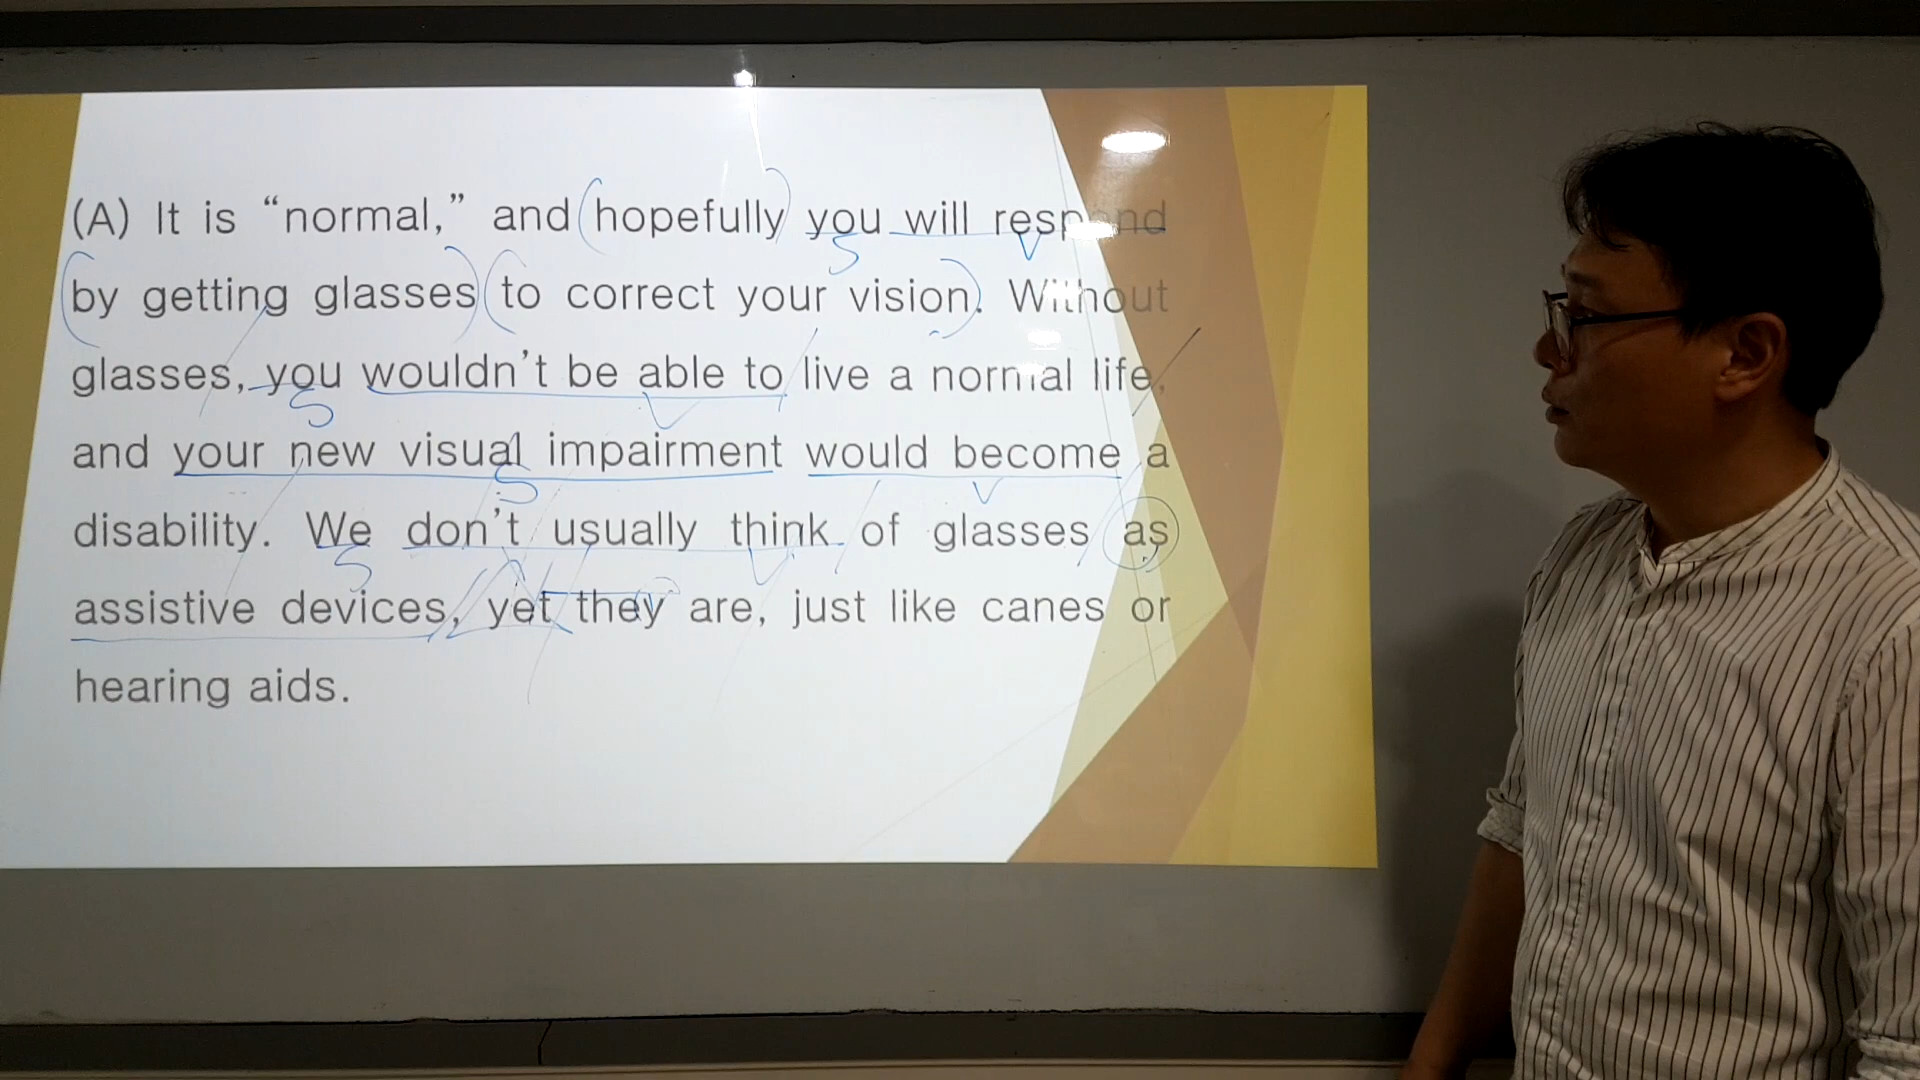 (A) It is “normal,” and hopefully you will respond
by getting glasses to correct your vision. Without
glasses, you wouldn’t be able to live a normal life,
and your new visual impairment would become a
disability. We don’t usually think of glasses as
assistive devices, yet they are, just like canes or
hearing aids.